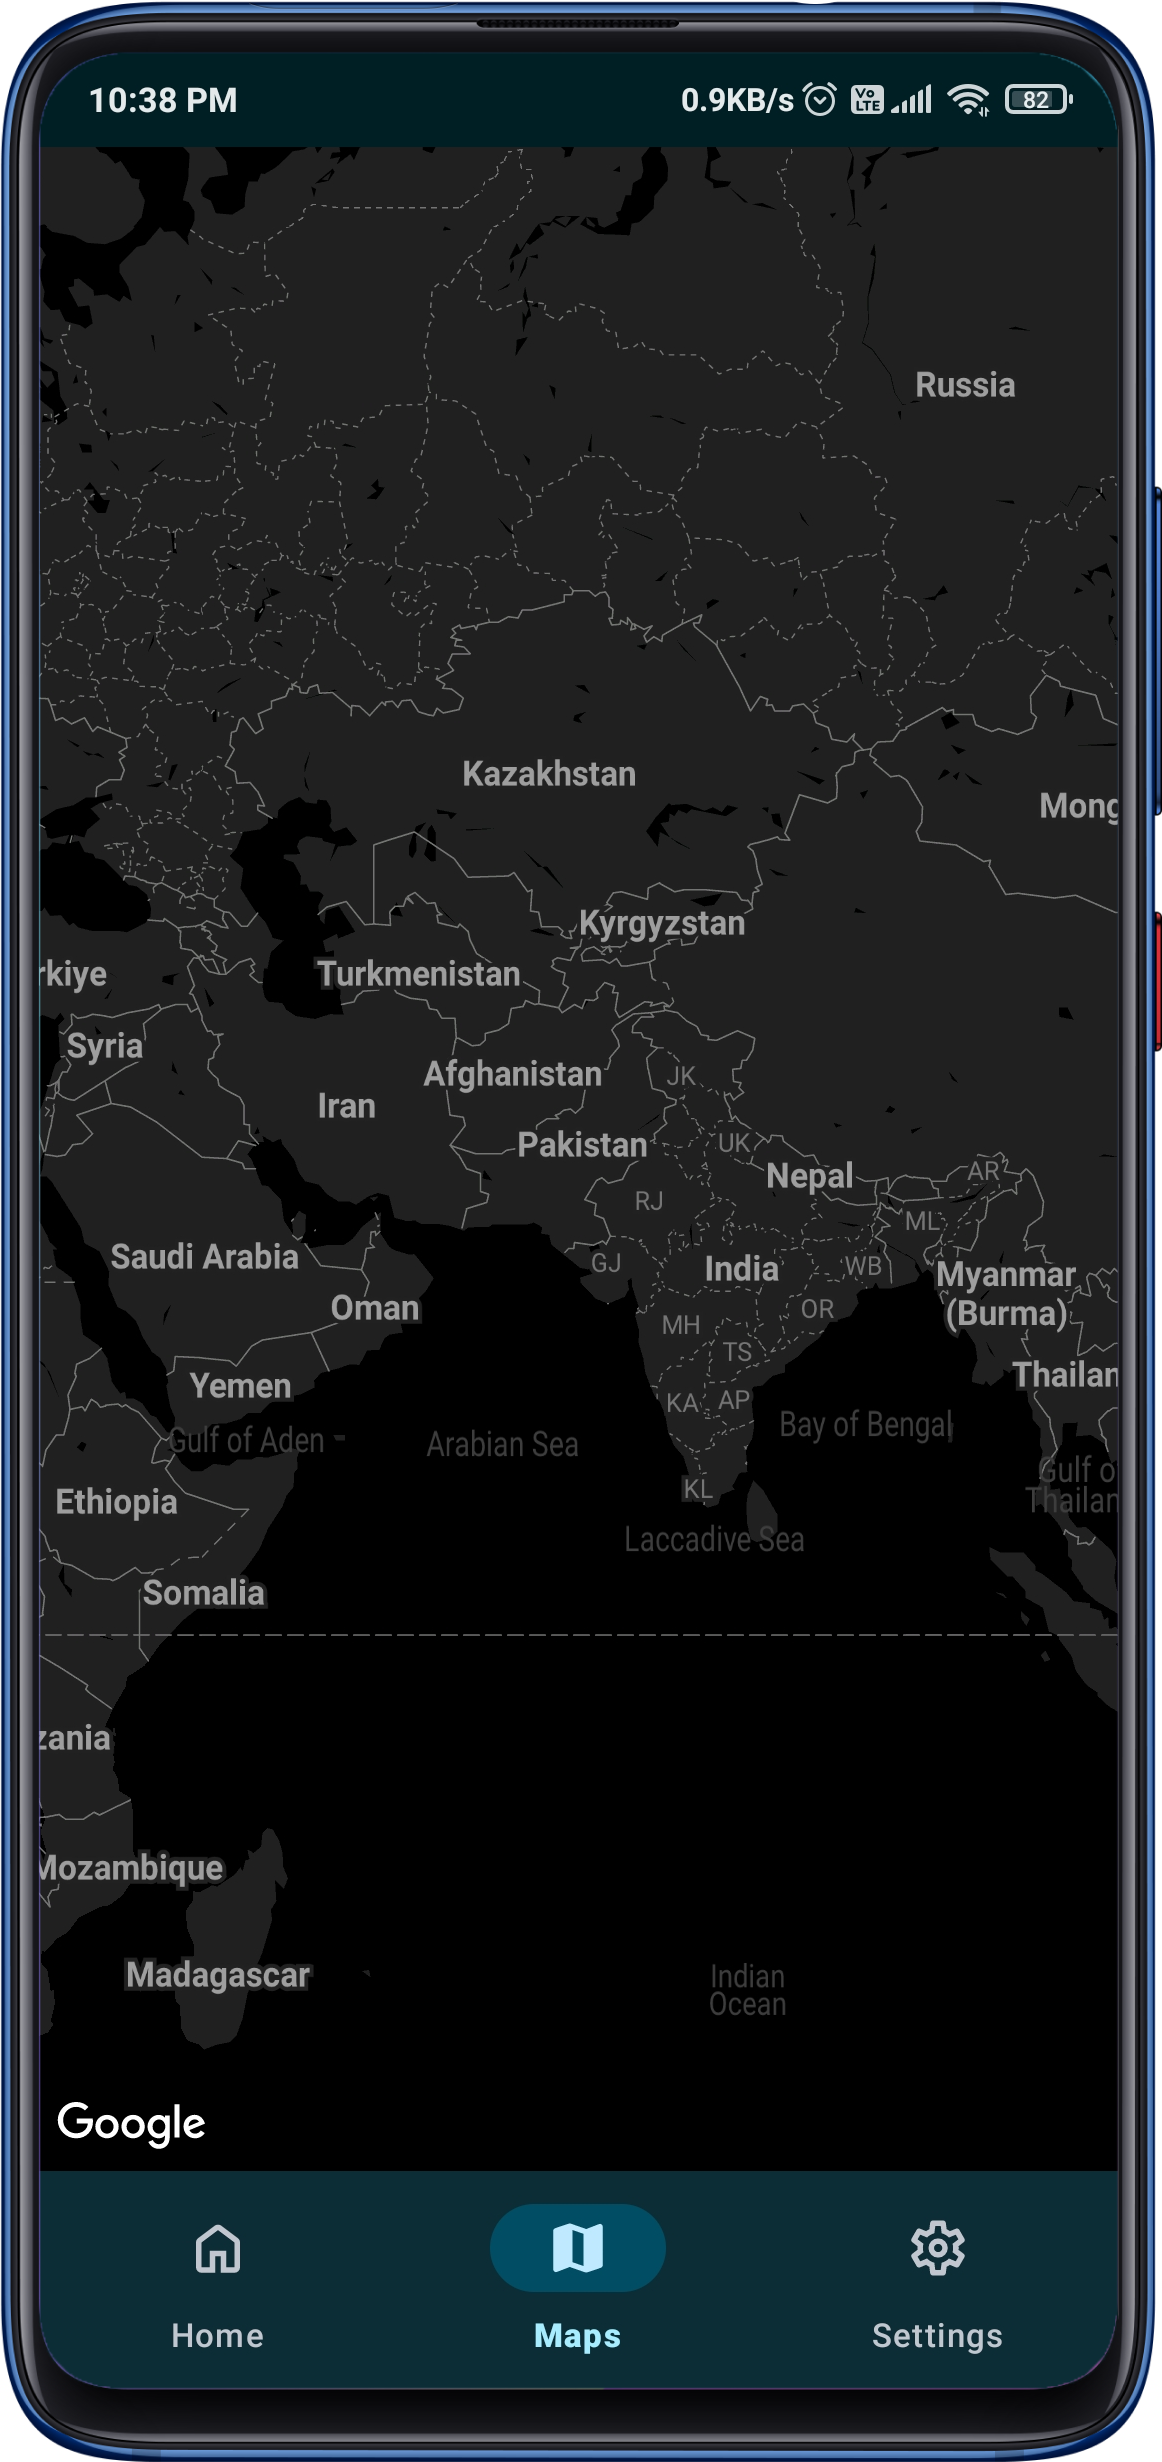 10:38 PM
0.9KB/s
Vo LTE
82
Russia
Kazakhstan
Mong
Kyrgyzstan
rkiye
Turkmenistan
Syria
Afghanistan
JK
Iran
Pakistan
UK
Nepal
AR
RJ
ML
Saudi Arabia
GJ
India
WB
Myanmar
(Burma)
Oman
OR
MH
TS
Thailan
Yemen
KA
AP
Gulf of Aden
Arabian Sea
Bay of Bengal
Gulf o
Thailan
KL
Ethiopia
Laccadive Sea
Somalia
zania
Mozambique
Madagascar
Indian
Ocean
Google
Home
Maps
Settings